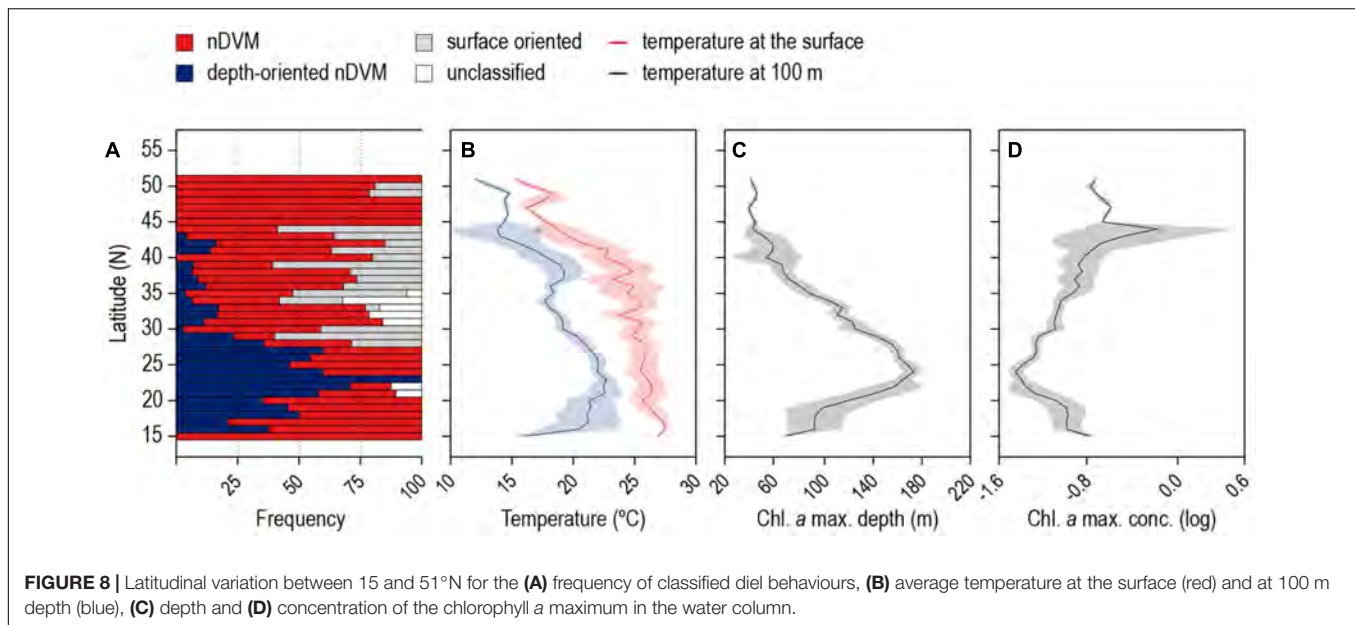 nDVM
surface oriented
temperature at the surface
depth-oriented nDVM
unclassified
temperature at 100 m
A
B
C
D
Latitude (N)
55
50
45
40
35
30
25
20
15
25
50
75
100
Frequency
10
15
20
25
30
Temperature (ºC)
20
60
100
140
180
220
Chl. a max. depth (m)
-1.6
-0.8
0.0
0.6
Chl. a max. conc. (log)
FIGURE 8 | Latitudinal variation between 15 and 51°N for the (A) frequency of classified diel behaviours, (B) average temperature at the surface (red) and at 100 m
depth (blue), (C) depth and (D) concentration of the chlorophyll a maximum in the water column.